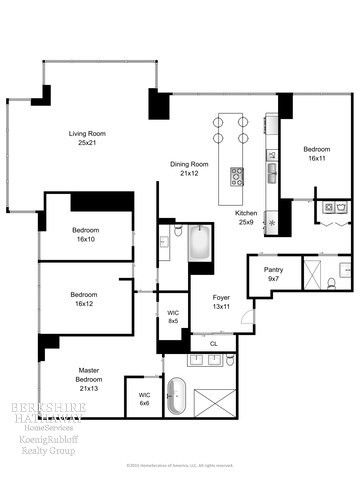 Living Room
25x21
Dining Room
21x12
Bedroom
16x11
Kitchen
25x9
Bedroom
16x10
Pantry
9x7
Bedroom
16x12
WIC
8x5
Foyer
13x11
CL
Master
Bedroom
21x13
WIC
6x6
BERKSHIRE
HATHAWAY
HomeServices
KoenigRubloff
Realty Group
©2021 HomeStation of America, LLC. All rights reserved.